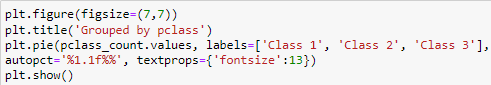 plt.figure(figsize=(7,7))
plt.title('Grouped by pclass')
plt.pie(pclass_count.values, labels=['Class 1', 'Class 2', 'Class 3'],
autopct='%1.1f%%', textprops={'fontsize':13})
plt.show()